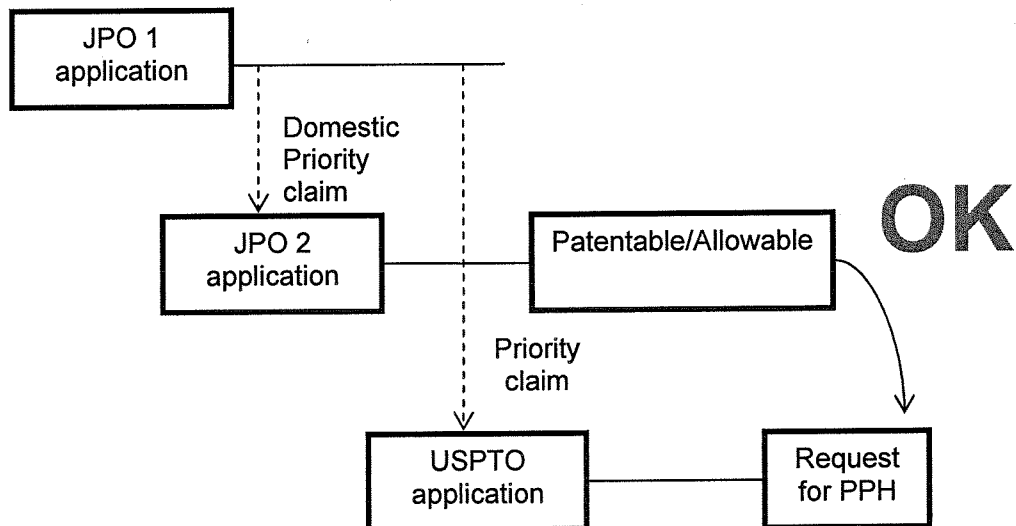 JPO 1
application
Domestic
Priority
claim
OK
JPO 2
application
Patentable/Allowable
Priority
claim
USPTO
application
Request
for PPH